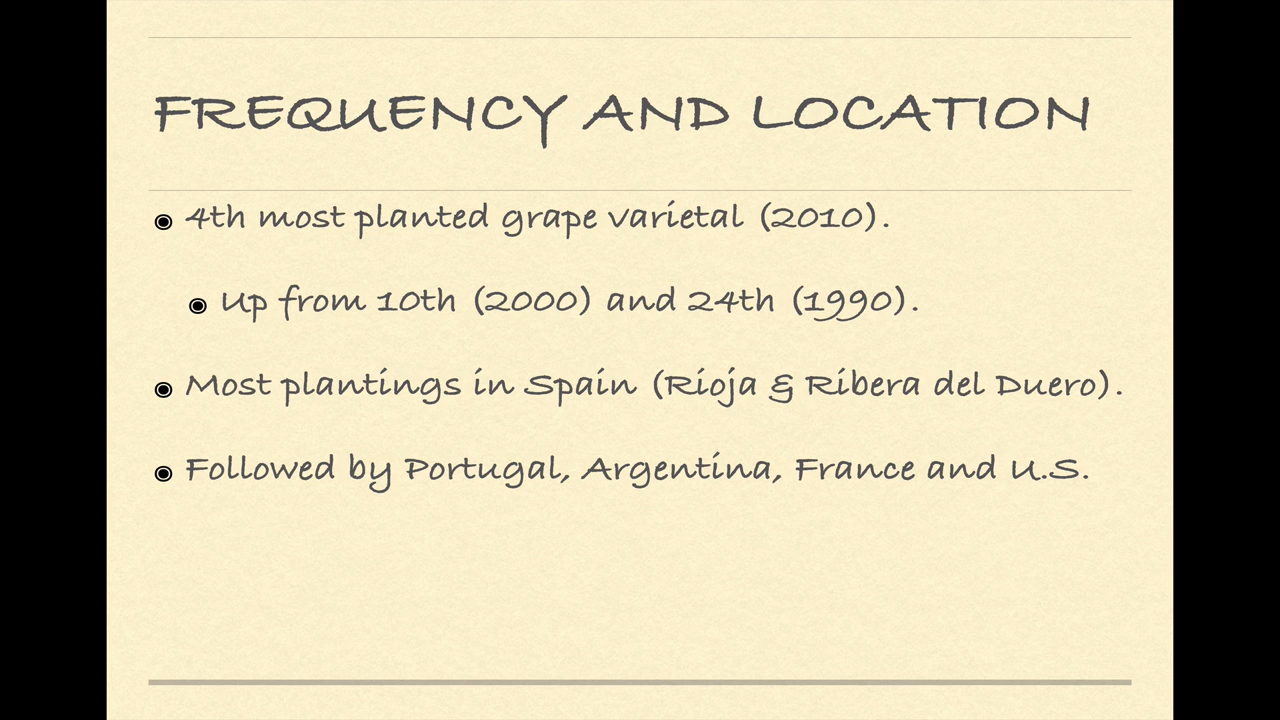 FREQUENCY AND LOCATION
4th most planted grape varietal (2010).
Up from 10th (2000) and 24th (1990).
Most plantings in Spain (Rioja & Ribera del Duero).
Followed by Portugal, Argentina, France and U.S.